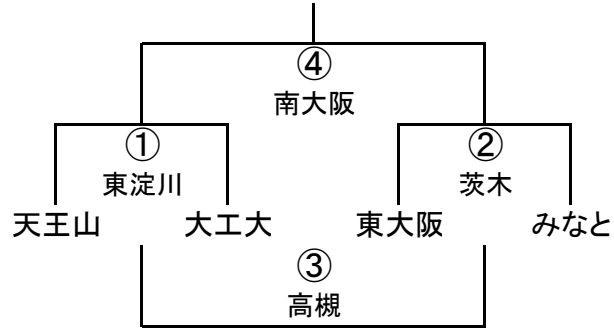 ④
南大阪
① ②
東淀川 茨木
天王山 大工大 東大阪 みなと
③
高槻